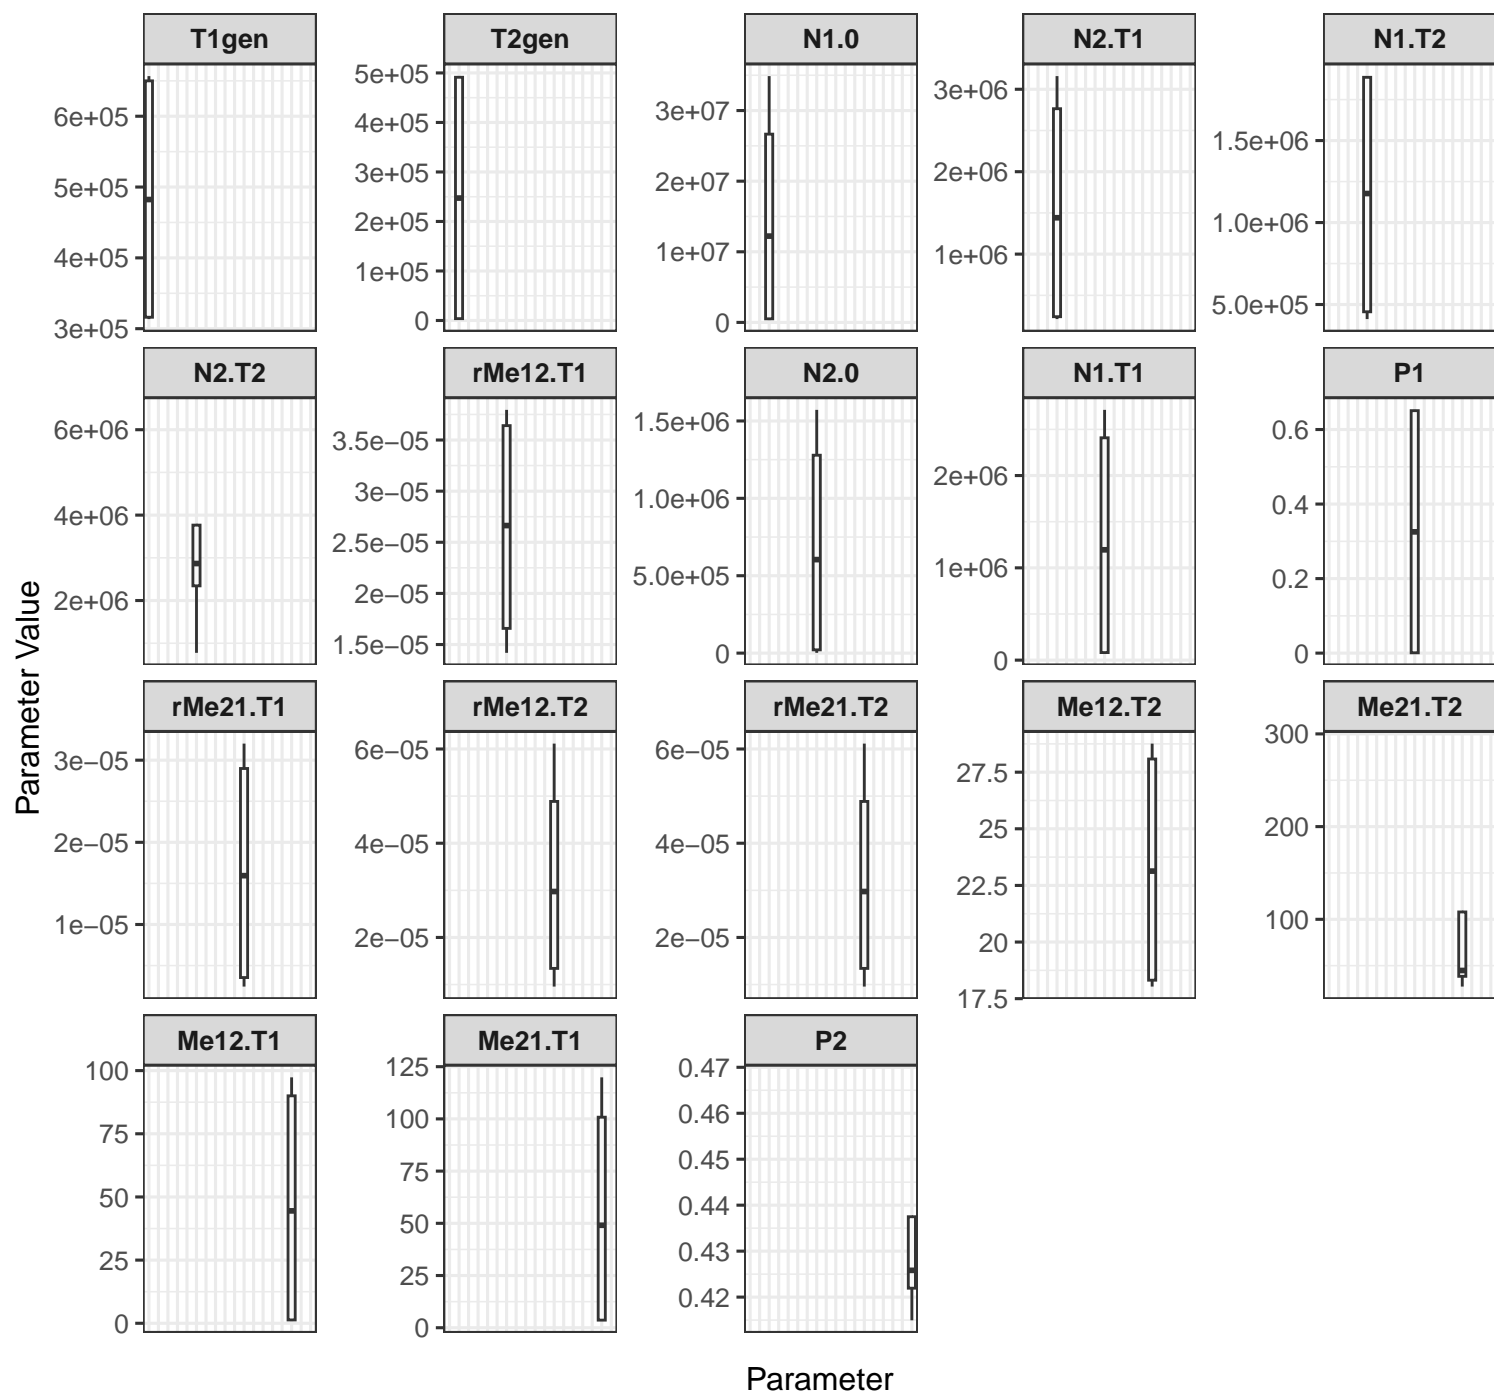 T1gen T2gen N1.0 N2.T1 N1.T2
6e+05
5e+05
4e+05
3e+05
5e+05
4e+05
3e+05
2e+05
1e+05
0
3e+07
2e+07
1e+07
0
3e+06
2e+06
1e+06
1.5e+06
1.0e+06
5.0e+05
N2.T2 rMe12.T1 N2.0 N1.T1 P1
6e+06
4e+06
2e+06
3.5e−05
3e−05
2.5e−05
2e−05
1.5e−05
1.5e+06
1.0e+06
5.0e+05
0
2e+06
1e+06
0
0.6
0.4
0.2
0
Parameter Value
rMe21.T1 rMe12.T2 rMe21.T2 Me12.T2 Me21.T2
3e−05
2e−05
1e−05
6e−05
4e−05
2e−05
6e−05
4e−05
2e−05
27.5
25
22.5
20
17.5
300
200
100
Me12.T1 Me21.T1 P2
100
75
50
25
0
125
100
75
50
25
0
0.47
0.46
0.45
0.44
0.43
0.42
Parameter